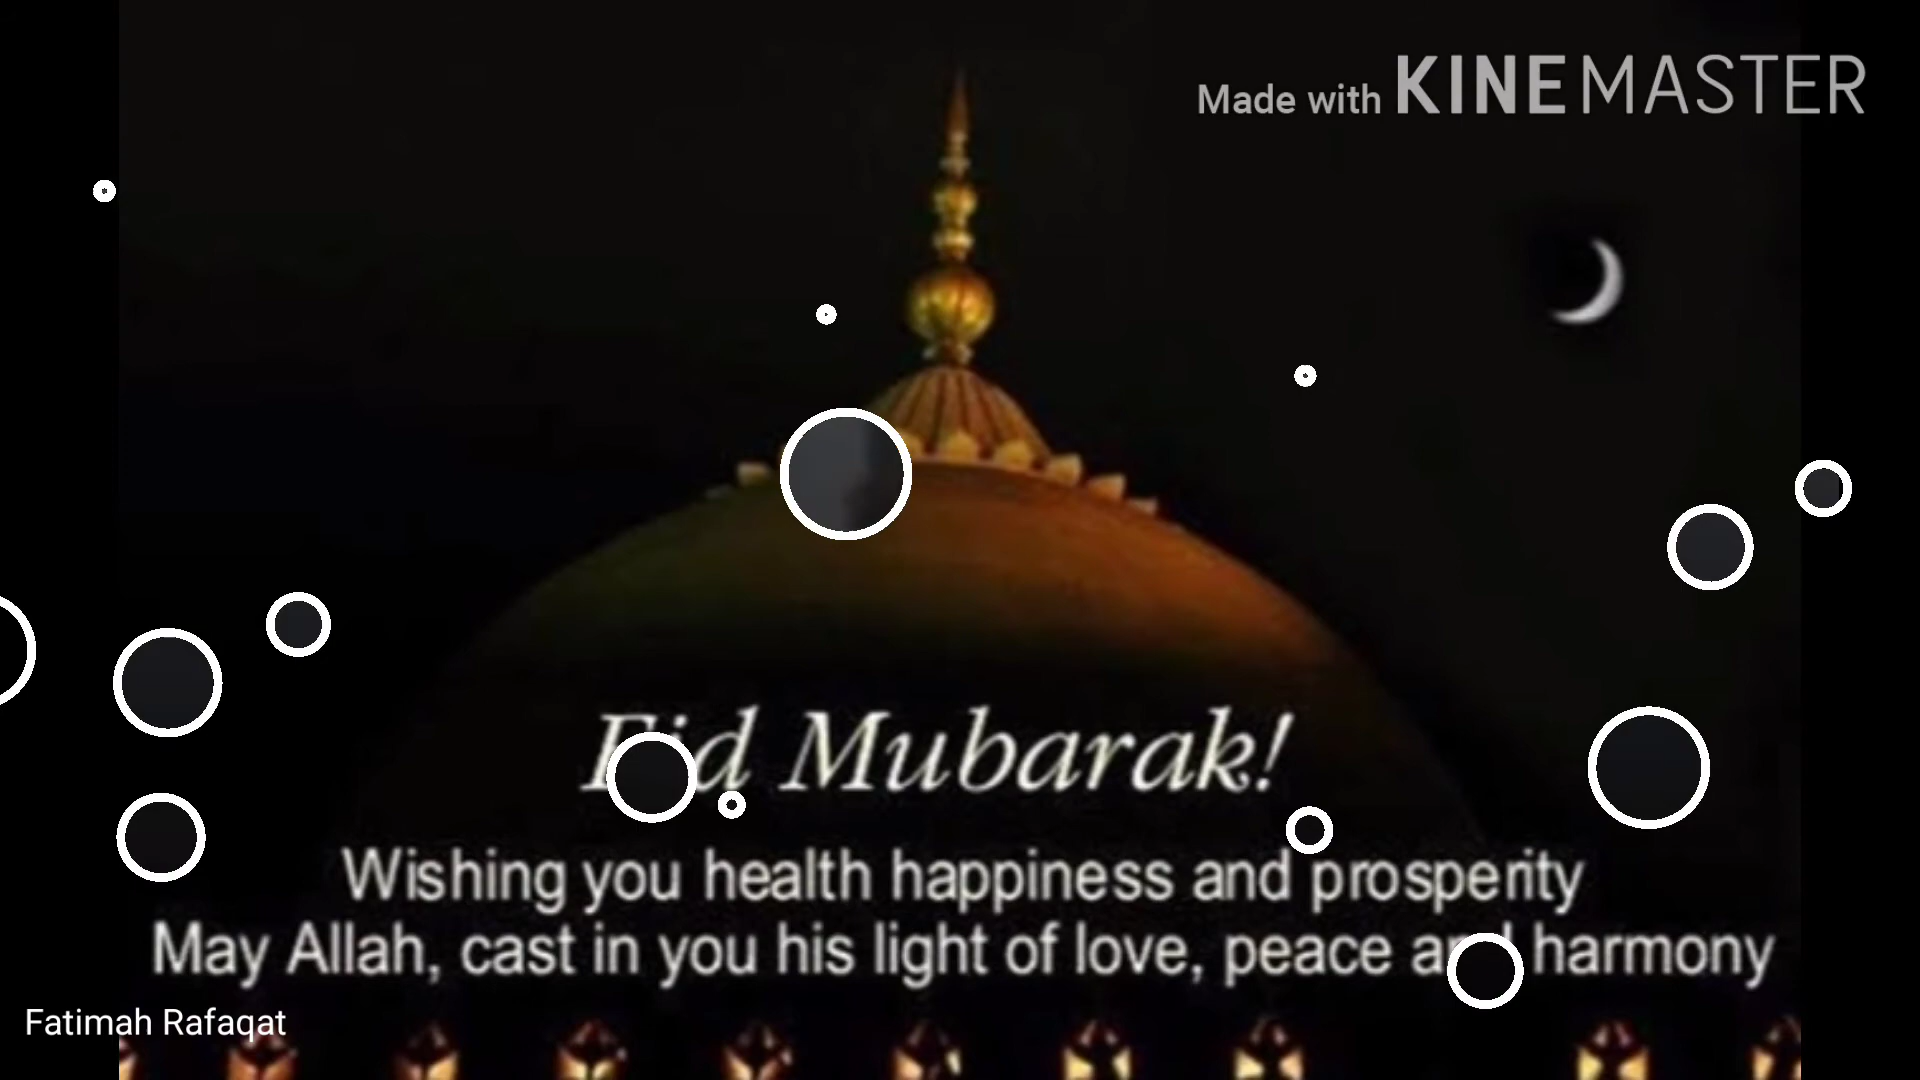 Made with KINEMASTER
Eid Mubarak!
Wishing you health happiness and prosperity
May Allah, cast in you his light of love, peace and harmony
Fatimah Rafaqat